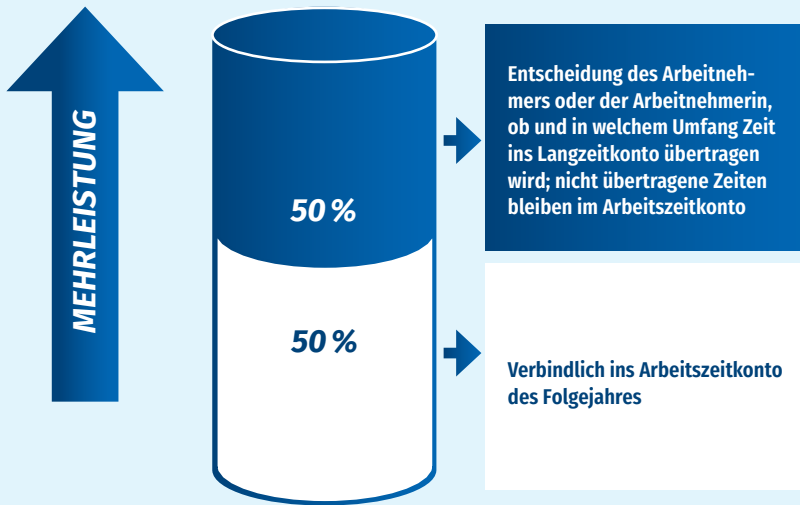 MEHRLEISTUNG
50 %
Entscheidung des Arbeitneh-
mers oder der Arbeitnehmerin,
ob und in welchem Umfang Zeit
ins Langzeitkonto übertragen
wird; nicht übertragene Zeiten
bleiben im Arbeitszeitkonto
50 %
Verbindlich ins Arbeitszeitkonto
des Folgejahres